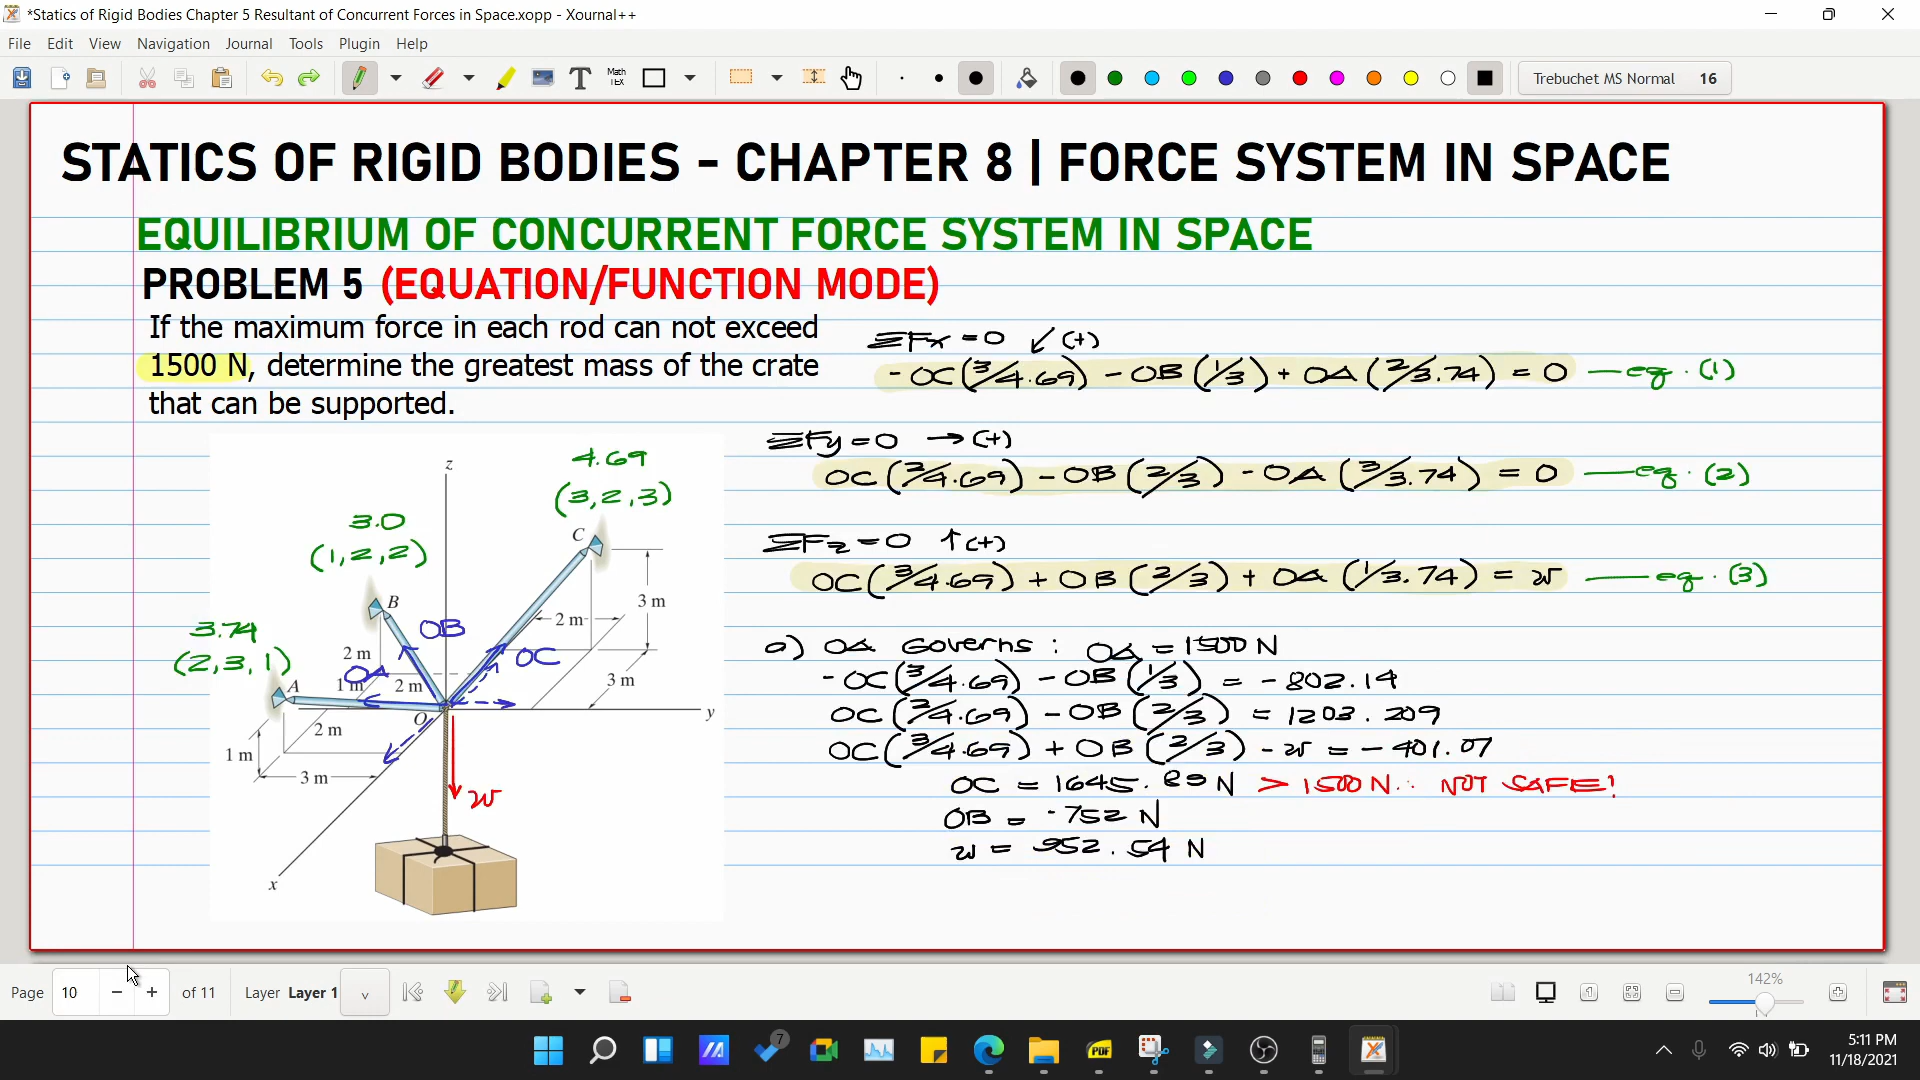 *Statics of Rigid Bodies Chapter 5 Resultant of Concurrent Forces in Space.xopp - Xournal++
File Edit View Navigation Journal Tools Plugin Help
Math TEX
Trebuchet MS Normal 16
STATICS OF RIGID BODIES - CHAPTER 8 | FORCE SYSTEM IN SPACE
EQUILIBRIUM OF CONCURRENT FORCE SYSTEM IN SPACE
PROBLEM 5 (EQUATION/FUNCTION MODE)
If the maximum force in each rod can not exceed
1500 N, determine the greatest mass of the crate
that can be supported.
ΣFx = 0 ↙ (+)
-OC(3/4.69) - OB(1/3) + OA(2/3.74) = 0 — eq. (1)
ΣFy = 0 → (+)
OC(2/4.69) - OB(2/3) - OA(3/3.74) = 0 — eq. (2)
ΣFz = 0 ↑ (+)
OC(3/4.69) + OB(2/3) + OA(1/3.74) = W — eq. (3)
a) OA Governs : OA = 1500 N
-OC(3/4.69) - OB(1/3) = -802.14
OC(2/4.69) - OB(2/3) = 1203.209
OC(3/4.69) + OB(2/3) - W = -401.07
OC = 1645.89 N > 1500 N ∴ NOT SAFE!
OB = -752 N
W = 952.54 N
z
4.69
(3,2,3)
3.0
(1,2,2)
C
B
3 m
2 m
OB
3.74
(2,3,1)
2 m
OC
OA
1 m
2 m
3 m
A
O
y
2 m
1 m
3 m
W
x
Page 10 − + of 11 Layer Layer 1 v
142%
7
PDF
5:11 PM
11/18/2021